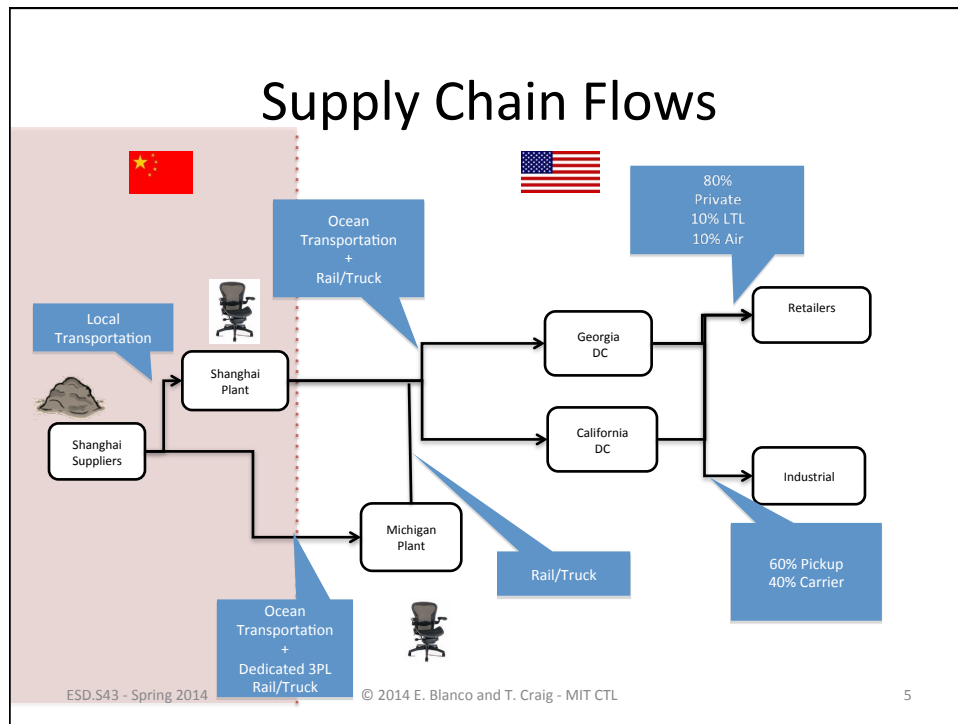 Supply Chain Flows
80%
Private
10% LTL
10% Air
Ocean
Transportation
+
Rail/Truck
Local
Transportation
Retailers
Georgia
DC
Shanghai
Plant
California
DC
Shanghai
Suppliers
Industrial
Michigan
Plant
Rail/Truck
60% Pickup
40% Carrier
Ocean
Transportation
+
Dedicated 3PL
Rail/Truck
ESD.S43 - Spring 2014
© 2014 E. Blanco and T. Craig - MIT CTL
5